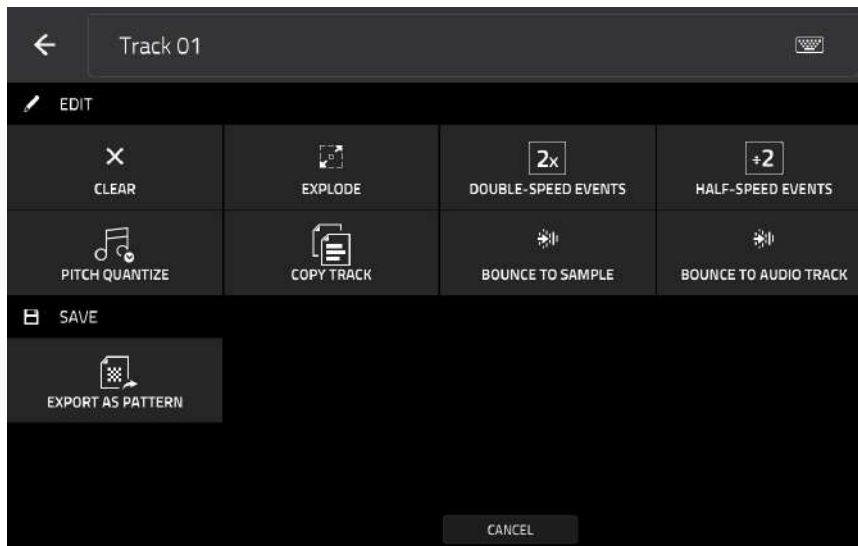 Track 01
EDIT
CLEAR
EXPLODE
2x
DOUBLE-SPEED EVENTS
÷2
HALF-SPEED EVENTS
PITCH QUANTIZE
COPY TRACK
BOUNCE TO SAMPLE
BOUNCE TO AUDIO TRACK
SAVE
EXPORT AS PATTERN
CANCEL